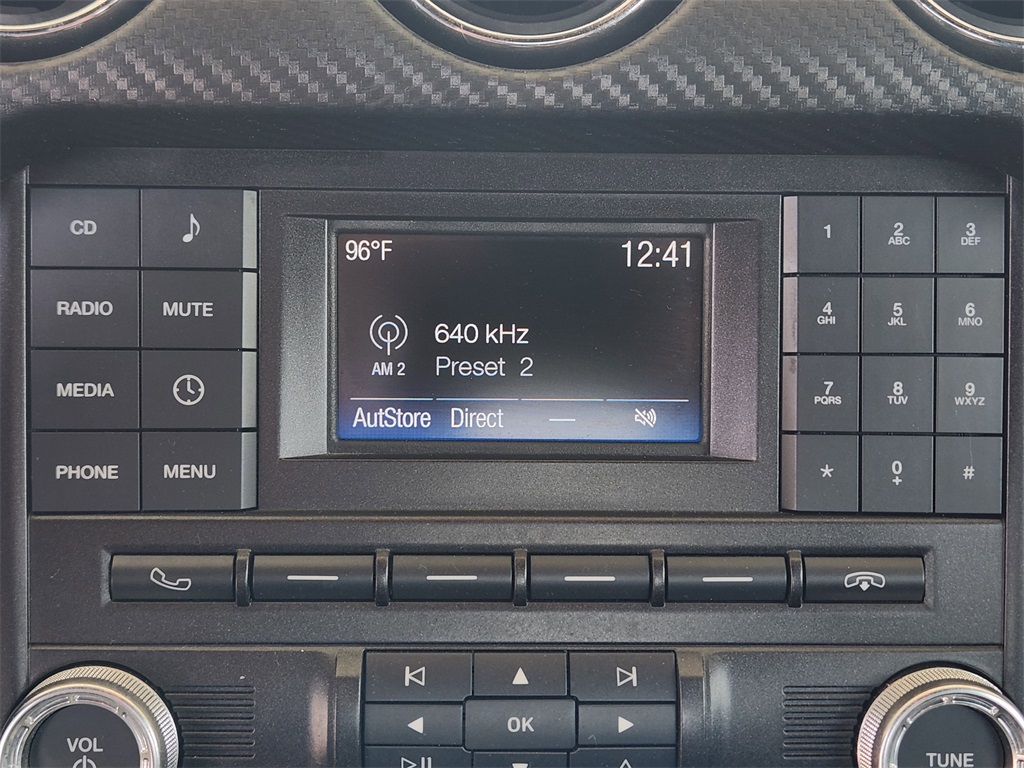 CD
RADIO MUTE
MEDIA
PHONE MENU
96°F 12:41
640 kHz
AM 2 Preset 2
AutStore Direct —
1 2 ABC 3 DEF
4 GHI 5 JKL 6 MNO
7 PQRS 8 TUV 9 WXYZ
* 0 + #
OK
VOL
TUNE